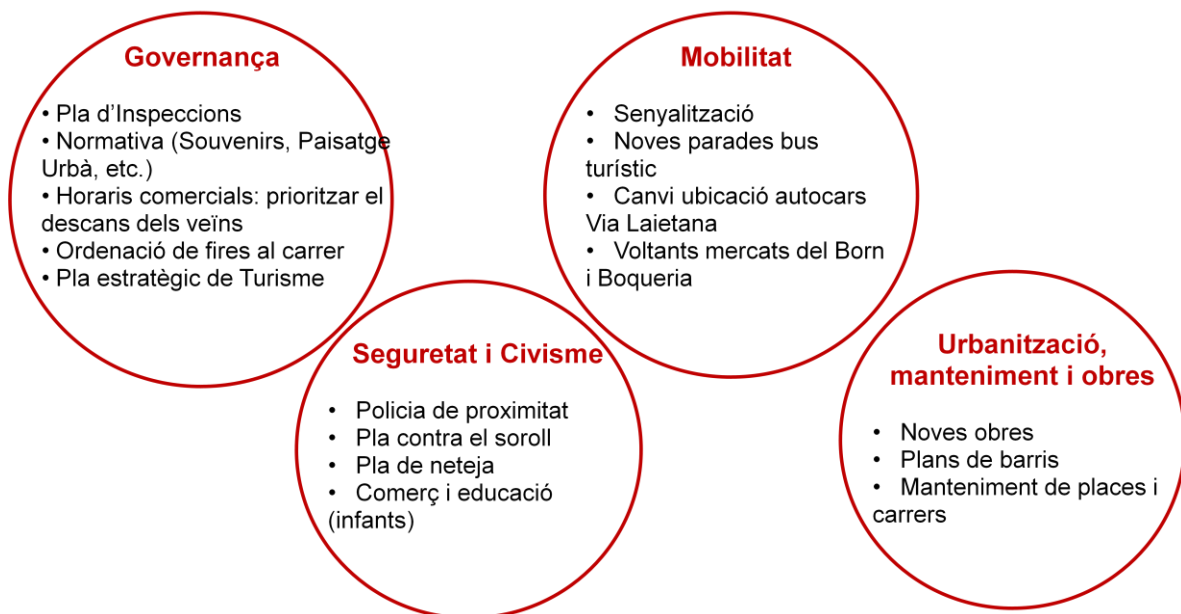 Governança
• Pla d’Inspeccions
• Normativa (Souvenirs, Paisatge
Urbà, etc.)
• Horaris comercials: prioritzar el
descans dels veïns
• Ordenació de fires al carrer
• Pla estratègic de Turisme
Mobilitat
• Senyalització
• Noves parades bus
turístic
• Canvi ubicació autocars
Via Laietana
• Voltants mercats del Born
i Boqueria
Seguretat i Civisme
• Policia de proximitat
• Pla contra el soroll
• Pla de neteja
• Comerç i educació
(infants)
Urbanització,
manteniment i obres
• Noves obres
• Plans de barris
• Manteniment de places i
carrers